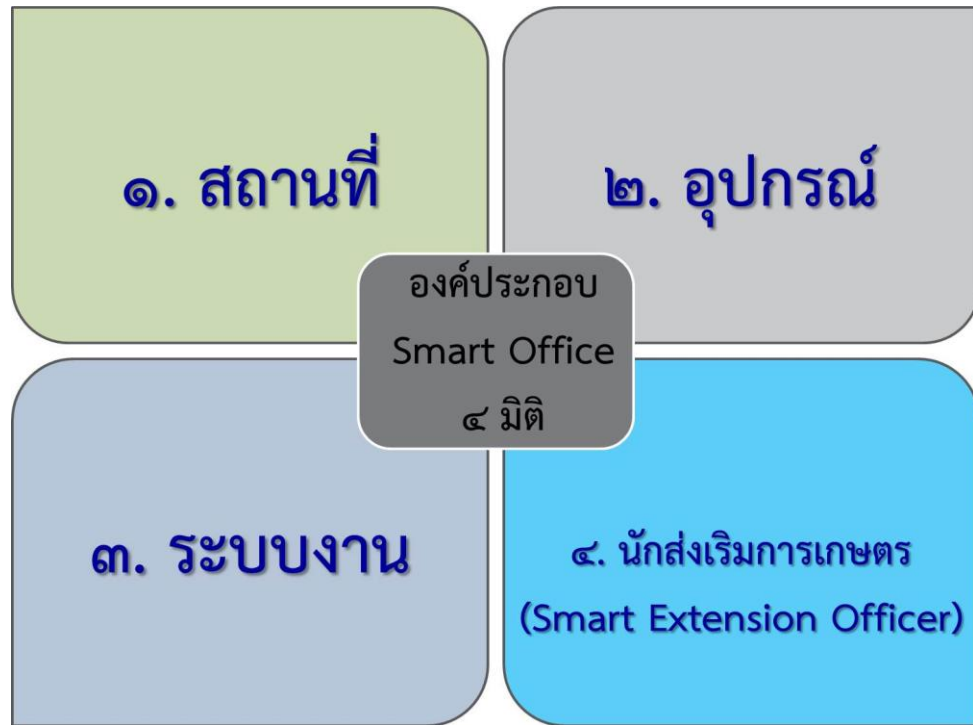 ๑. สถานที่
๒. อุปกรณ์
องค์ประกอบ
Smart Office
๔ มิติ
๓. ระบบงาน
๔. นักส่งเริมการเกษตร
(Smart Extension Officer)